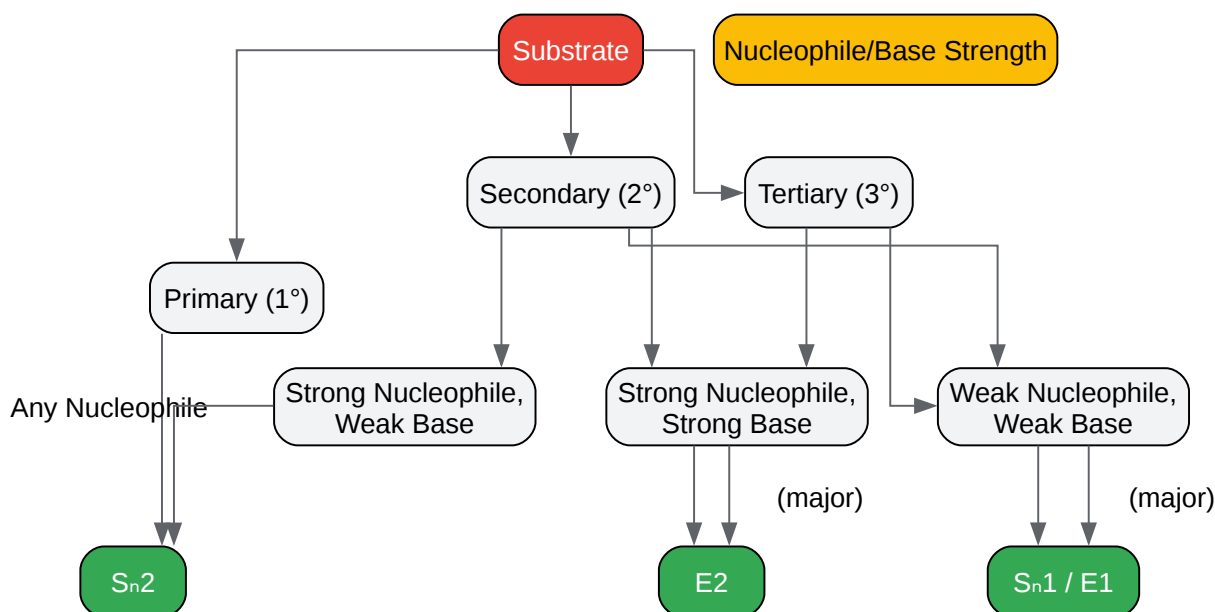 Substrate
Nucleophile/Base Strength
Secondary (2°)
Tertiary (3°)
Primary (1°)
Any Nucleophile
Strong Nucleophile,
Weak Base
Strong Nucleophile,
Strong Base
Weak Nucleophile,
Weak Base
(major)
(major)
Sₙ2
E2
Sₙ1 / E1